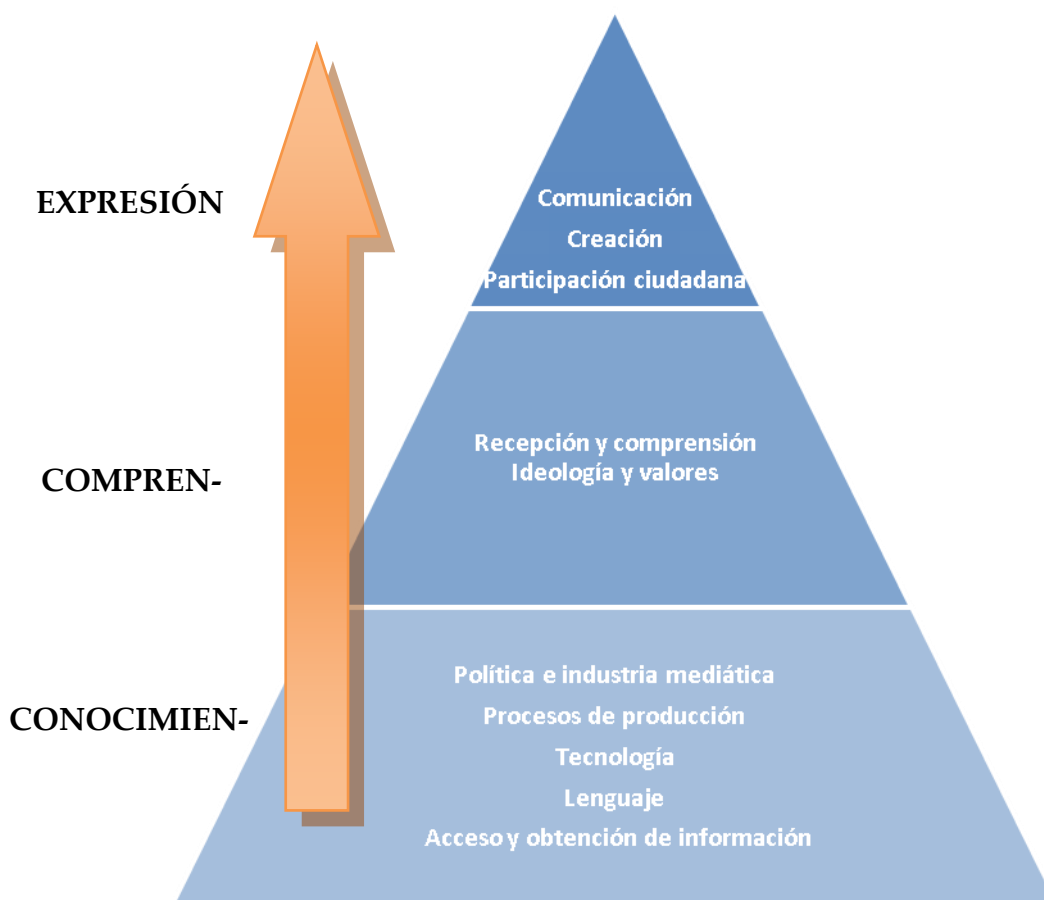 EXPRESIÓN
Comunicación
Creación
Participación ciudadana
COMPREN-
Recepción y comprensión
Ideología y valores
CONOCIMIEN-
Política e industria mediática
Procesos de producción
Tecnología
Lenguaje
Acceso y obtención de información